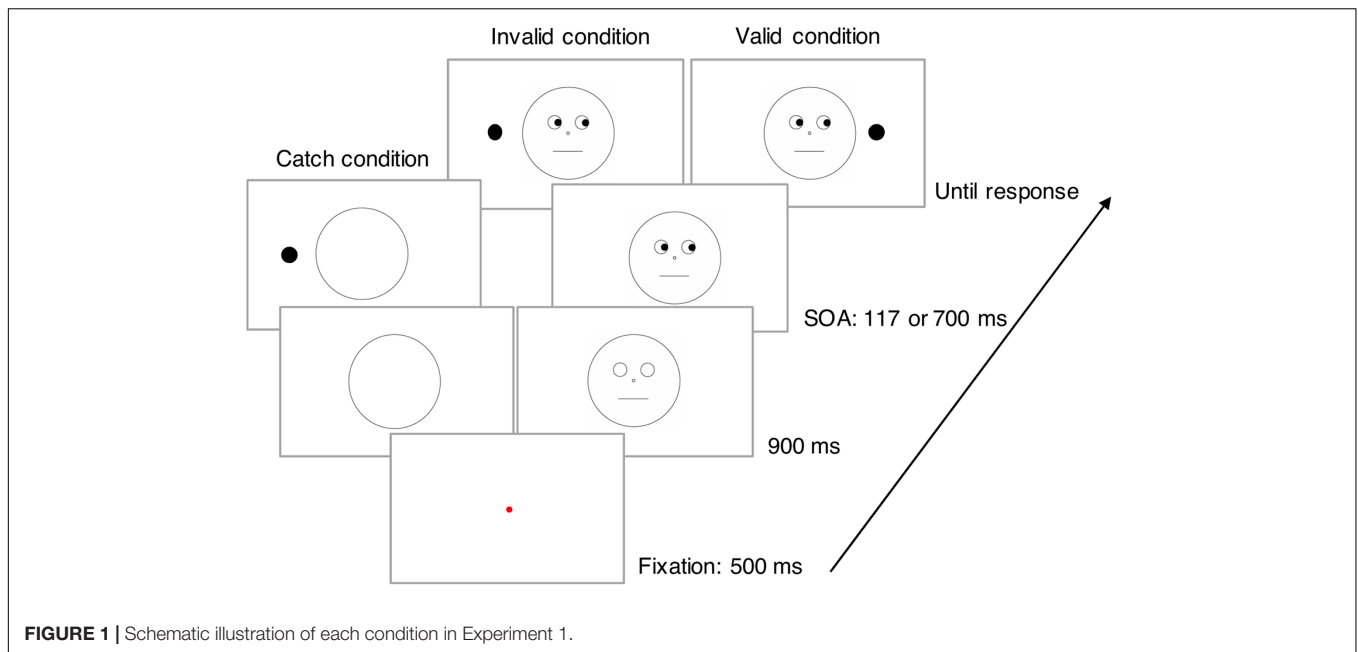 Invalid condition
Valid condition
Catch condition
Until response
SOA: 117 or 700 ms
900 ms
Fixation: 500 ms
FIGURE 1 | Schematic illustration of each condition in Experiment 1.